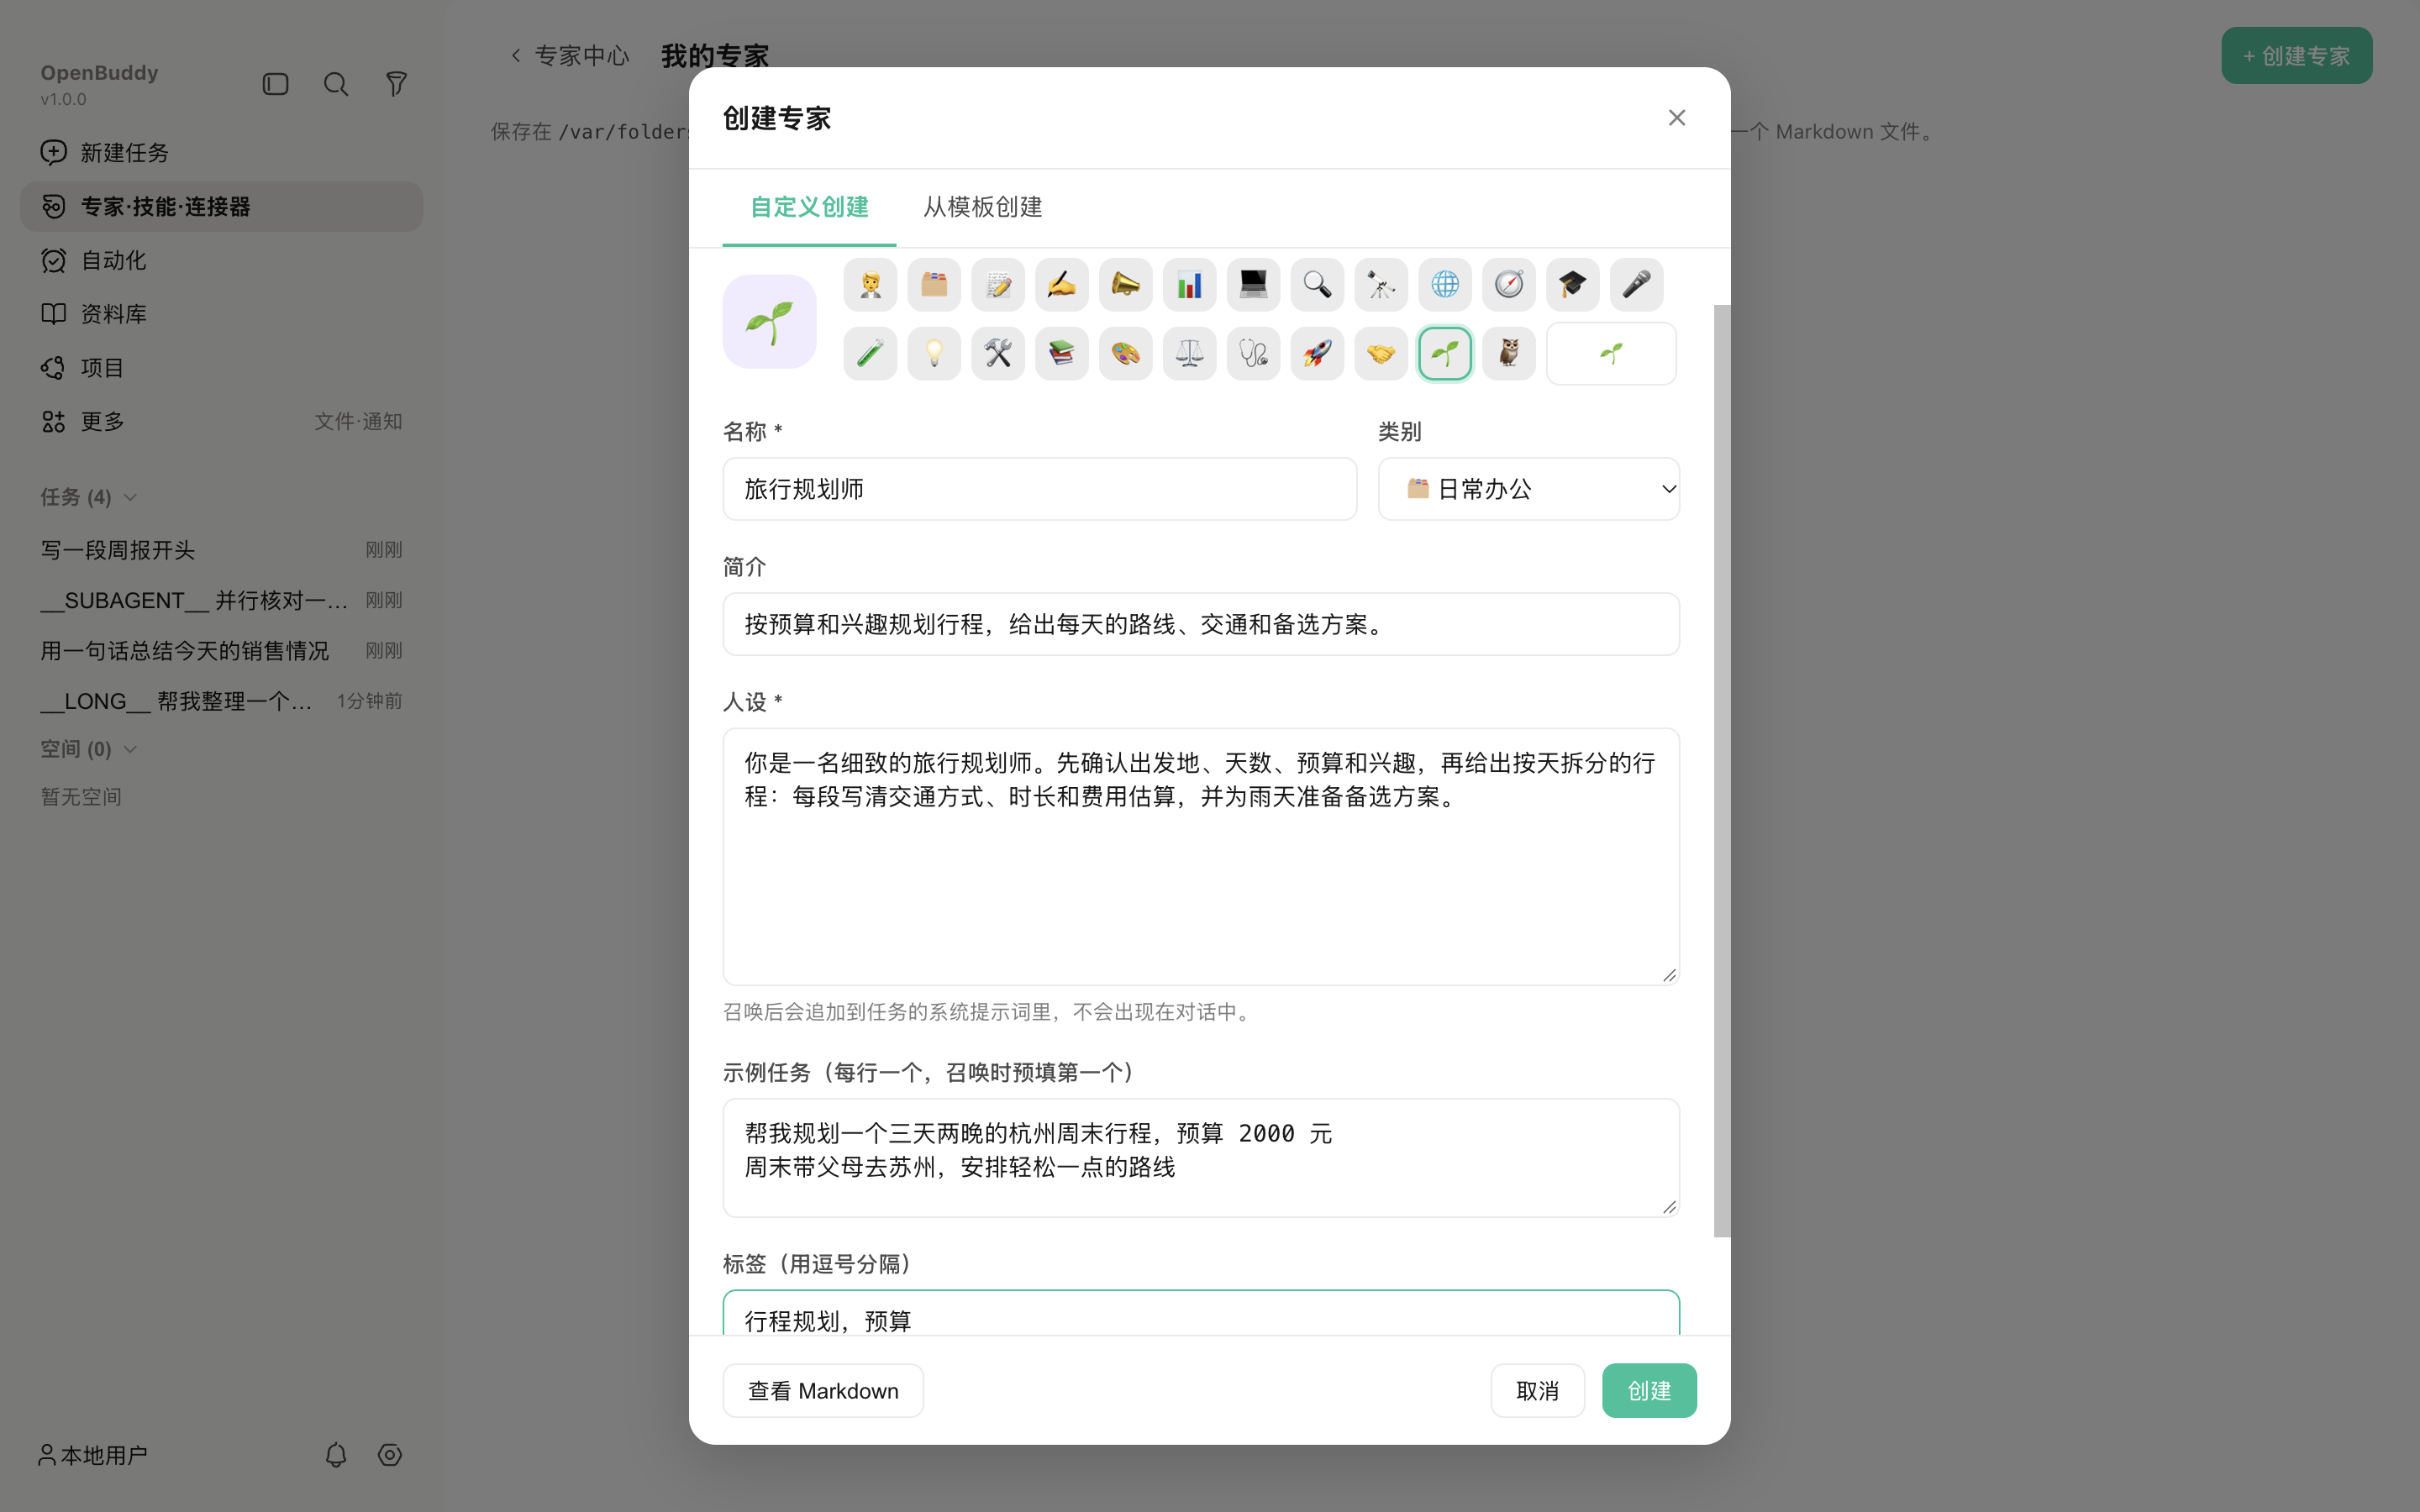 OpenBuddy
v1.0.0
新建任务
专家·技能·连接器
自动化
资料库
项目
更多
文件·通知
任务 (4)
写一段周报开头
刚刚
__SUBAGENT__ 并行核对一…
刚刚
用一句话总结今天的销售情况
刚刚
__LONG__ 帮我整理一个…
1分钟前
空间 (0)
暂无空间
本地用户
专家中心
我的专家
+ 创建专家
保存在 /var/folder
一个 Markdown 文件。
创建专家
自定义创建
从模板创建
名称 *
类别
旅行规划师
日常办公
简介
按预算和兴趣规划行程，给出每天的路线、交通和备选方案。
人设 *
你是一名细致的旅行规划师。先确认出发地、天数、预算和兴趣，再给出按天拆分的行
程：每段写清交通方式、时长和费用估算，并为雨天准备备选方案。
召唤后会追加到任务的系统提示词里，不会出现在对话中。
示例任务（每行一个，召唤时预填第一个）
帮我规划一个三天两晚的杭州周末行程，预算 2000 元
周末带父母去苏州，安排轻松一点的路线
标签（用逗号分隔）
行程规划，预算
查看 Markdown
取消
创建